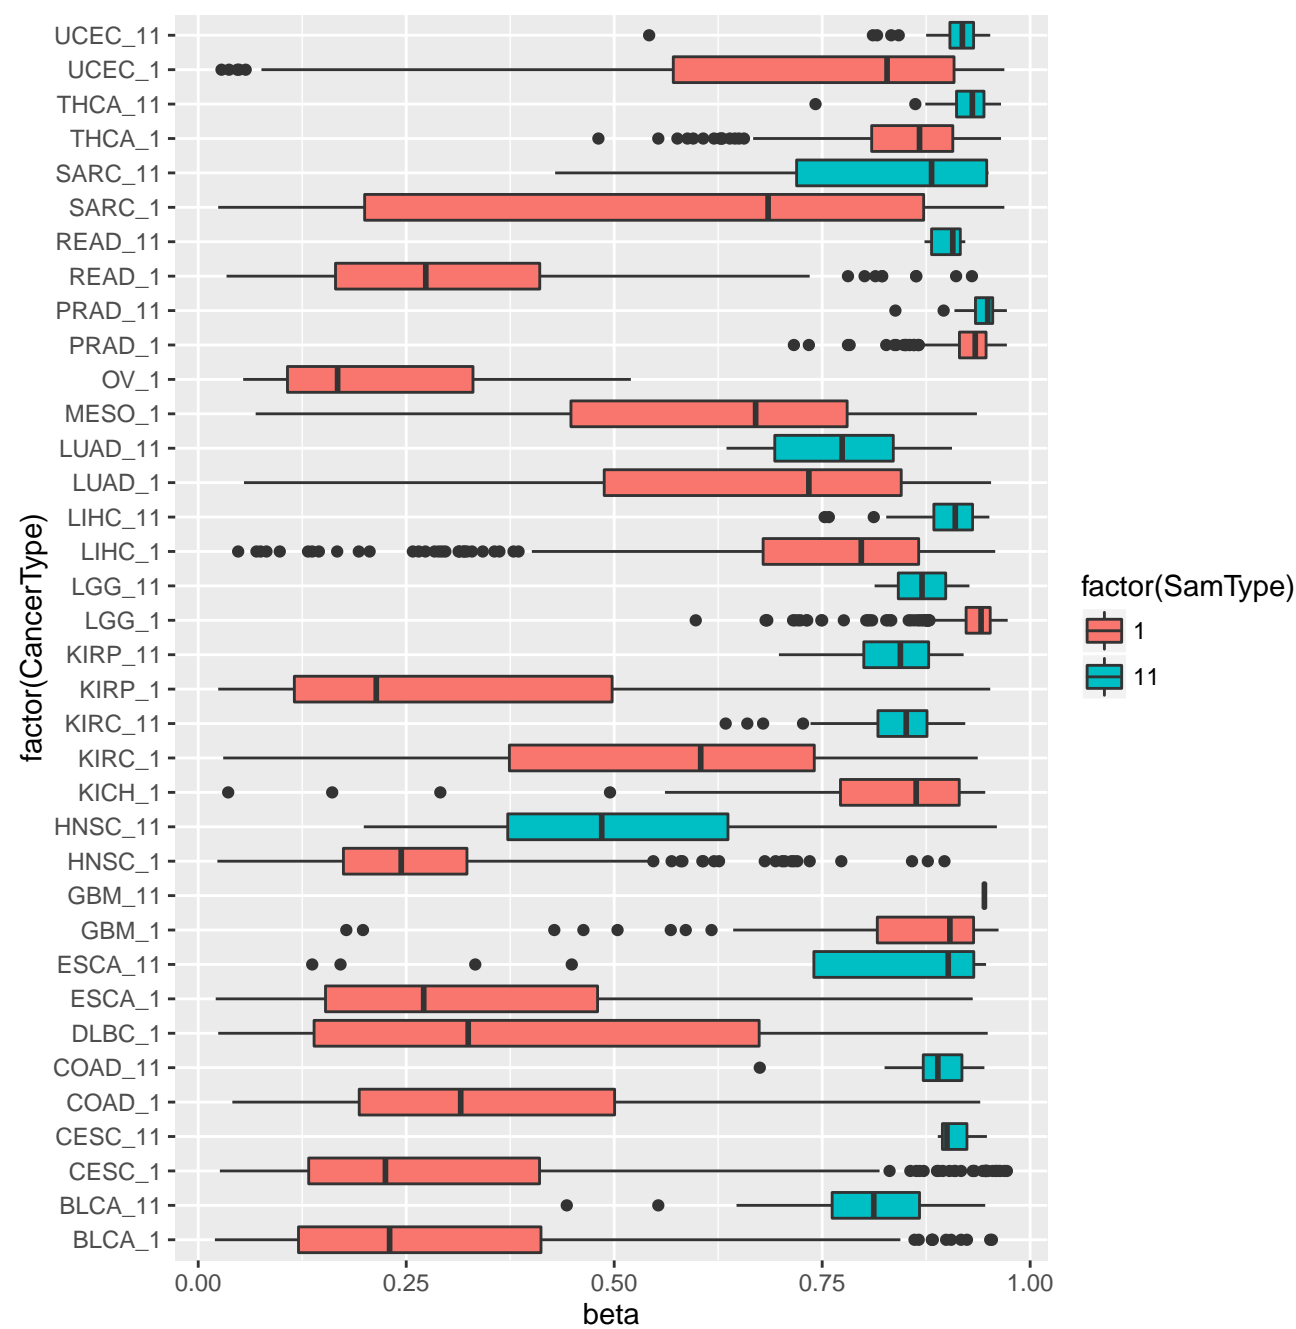 factor(CancerType)
UCEC_11
UCEC_1
THCA_11
THCA_1
SARC_11
SARC_1
READ_11
READ_1
PRAD_11
PRAD_1
OV_1
MESO_1
LUAD_11
LUAD_1
LIHC_11
LIHC_1
LGG_11
LGG_1
KIRP_11
KIRP_1
KIRC_11
KIRC_1
KICH_1
HNSC_11
HNSC_1
GBM_11
GBM_1
ESCA_11
ESCA_1
DLBC_1
COAD_11
COAD_1
CESC_11
CESC_1
BLCA_11
BLCA_1
0.00 0.25 0.50 0.75 1.00
beta
factor(SamType)
1
11